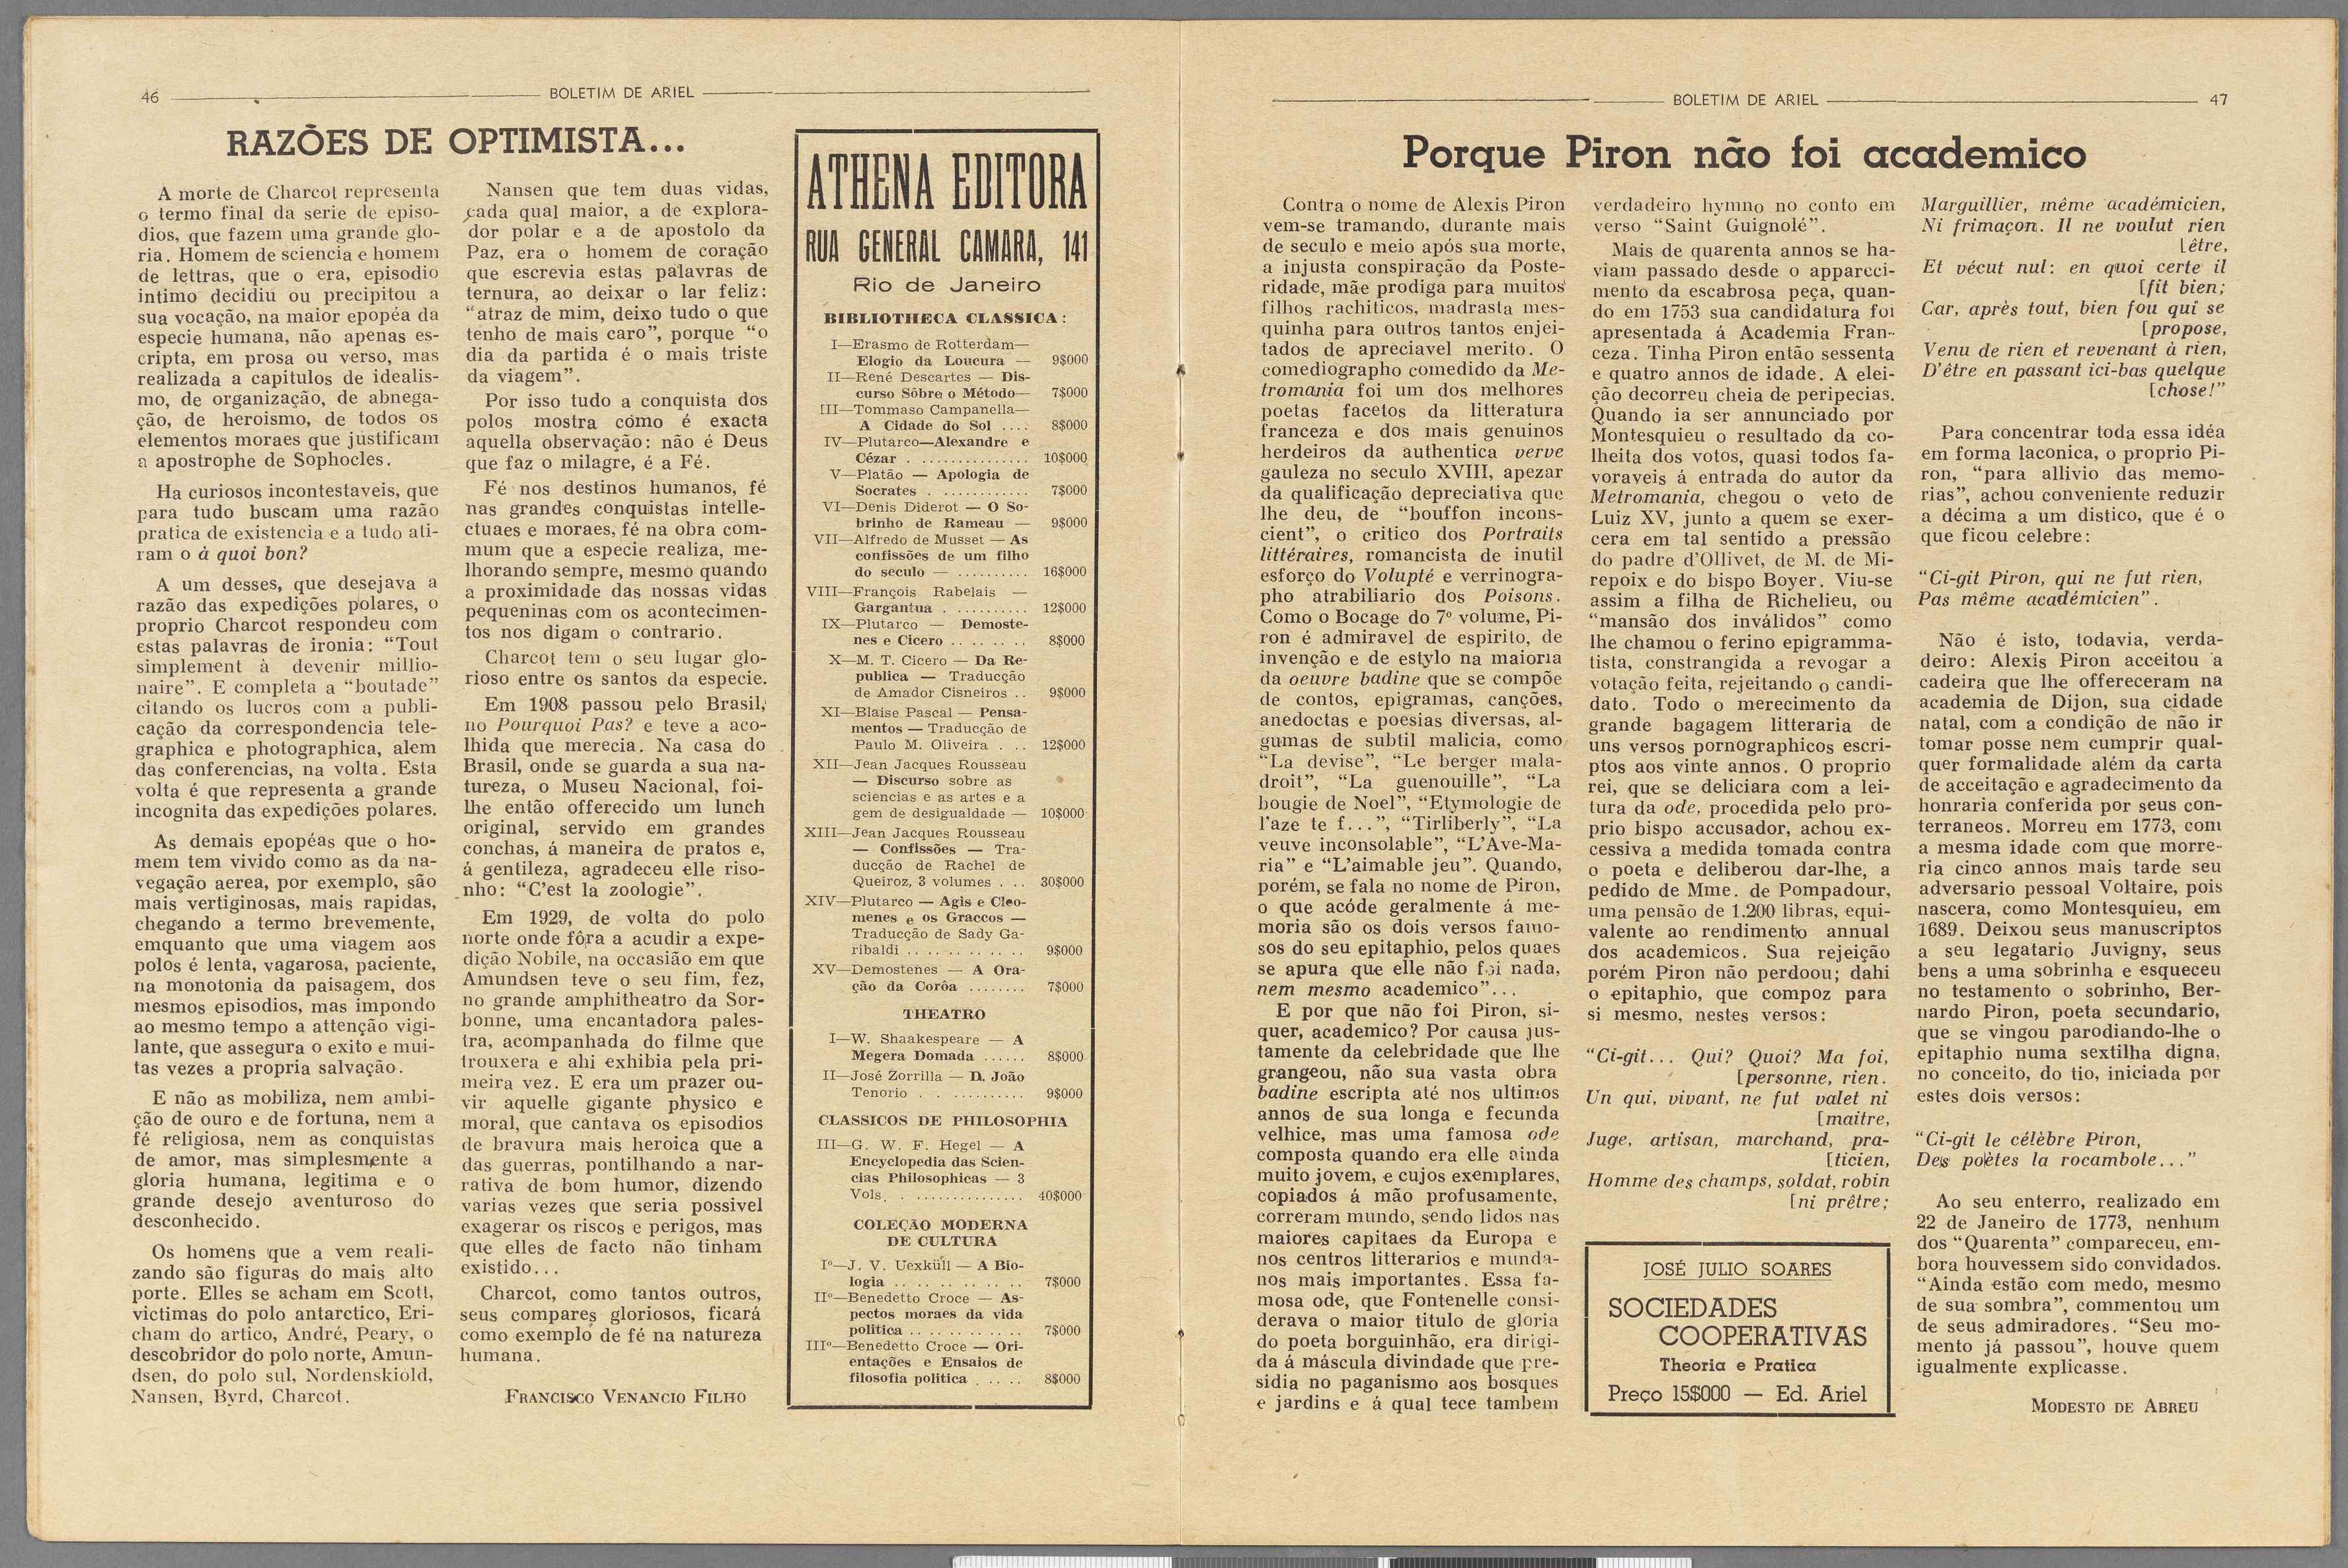 46
BOLETIM DE ARIEL
RAZÕES DE OPTIMISTA...
A morte de Charcot representa
o termo final da serie de episo-
dios, que fazem uma grande glo-
ria. Homem de sciencia e homem
de lettras, que o era, episodio
intimo decidiu ou precipitou a
sua vocação, na maior epopéa da
especie humana, não apenas es-
cripta, em prosa ou verso, mas
realizada a capitulos de idealis-
mo, de organização, de abnega-
ção, de heroismo, de todos os
elementos moraes que justificam
a apostrophe de Sophocles.
Ha curiosos incontestaveis, que
para tudo buscam uma razão
pratica de existencia e a tudo ati-
ram o à quoi bon?
A um desses, que desejava a
razão das expedições polares, o
proprio Charcot respondeu com
estas palavras de ironia: “Tout
simplement à devenir millio-
naire”. E completa a “boutade”
citando os lucros com a publi-
cação da correspondencia tele-
graphica e photographica, alem
das conferencias, na volta. Esta
volta é que representa a grande
incognita das expedições polares.
As demais epopéas que o ho-
mem tem vivido como as da na-
vegação aerea, por exemplo, são
mais vertiginosas, mais rapidas,
chegando a termo brevemente,
emquanto que uma viagem aos
polos é lenta, vagarosa, paciente,
na monotonia da paisagem, dos
mesmos episodios, mas impondo
ao mesmo tempo a attenção vigi-
lante, que assegura o exito e mui-
tas vezes a propria salvação.
E não as mobiliza, nem ambi-
ção de ouro e de fortuna, nem a
fé religiosa, nem as conquistas
de amor, mas simplesmente a
gloria humana, legitima e o
grande desejo aventuroso do
desconhecido.
Os homens que a vem reali-
zando são figuras do mais alto
porte. Elles se acham em Scott,
victimas do polo antarctico, Eri-
cham do artico, André, Peary, o
descobridor do polo norte, Amun-
dsen, do polo sul, Nordenskiold,
Nansen, Byrd, Charcot.
Nansen que tem duas vidas,
cada qual maior, a de explora-
dor polar e a de apostolo da
Paz, era o homem de coração
que escrevia estas palavras de
ternura, ao deixar o lar feliz:
“atraz de mim, deixo tudo o que
tenho de mais caro”, porque “o
dia da partida é o mais triste
da viagem”.
Por isso tudo a conquista dos
polos mostra cómo é exacta
aquella observação: não é Deus
que faz o milagre, é a Fé.
Fé nos destinos humanos, fé
nas grandes conquistas intelle-
ctuaes e moraes, fé na obra com-
mum que a especie realiza, me-
lhorando sempre, mesmo quando
a proximidade das nossas vidas
pequeninas com os acontecimen-
tos nos digam o contrario.
Charcot tem o seu lugar glo-
rioso entre os santos da especie.
Em 1908 passou pelo Brasil,
no Pourquoi Pas? e teve a aco-
lhida que merecia. Na casa do
Brasil, onde se guarda a sua na-
tureza, o Museu Nacional, foi-
lhe então offerecido um lunch
original, servido em grandes
conchas, á maneira de pratos e,
á gentileza, agradeceu elle riso-
nho: “C'est la zoologie”.
Em 1929, de volta do polo
norte onde fôra a acudir a expe-
dição Nobile, na occasião em que
Amundsen teve o seu fim, fez,
no grande amphitheatro da Sor-
bonne, uma encantadora pales-
tra, acompanhada do filme que
trouxera e ahi exhibia pela pri-
meira vez. E era um prazer ou-
vir aquelle gigante physico e
moral, que cantava os episodios
de bravura mais heroica que a
das guerras, pontilhando a nar-
rativa de bom humor, dizendo
varias vezes que seria possivel
exagerar os riscos e perigos, mas
que elles de facto não tinham
existido...
Charcot, como tantos outros,
seus compares gloriosos, ficará
como exemplo de fé na natureza
humana.
FRANCISCO VENANCIO FILHO
ATHENA EDITORA
RUA GENERAL CAMARA, 141
Rio de Janeiro
BIBLIOTHECA CLASSICA:
I—Erasmo de Rotterdam—
Elogio da Loucura — 9$000
II—René Descartes — Dis-
curso Sôbre o Método— 7$000
III—Tommaso Campanella—
A Cidade do Sol .... 8$000
IV—Plutarco—Alexandre e
Cézar . ............... 10$000
V—Platão — Apologia de
Socrates . ............ 7$000
VI—Denis Diderot — O So-
brinho de Rameau — 9$000
VII—Alfredo de Musset — As
confissões de um filho
do seculo — .......... 16$000
VIII—François Rabelais —
Gargantua . .......... 12$000
IX—Plutarco — Demoste-
nes e Cicero .. .. .. .. 8$000
X—M. T. Cicero — Da Re-
publica — Traducção
de Amador Cisneiros .. 9$000
XI—Blaise Pascal — Pensa-
mentos — Traducção de
Paulo M. Oliveira . .. 12$000
XII—Jean Jacques Rousseau
— Discurso sobre as
sciencias e as artes e a
gem de desigualdade — 10$000
XIII—Jean Jacques Rousseau
— Confissões — Tra-
ducção de Rachel de
Queiroz, 3 volumes . .. 30$000
XIV—Plutarco — Agis e Cleo-
menes e os Graccos —
Traducção de Sady Ga-
ribaldi .. .. .. .. .. .. 9$000
XV—Demostenes — A Ora-
ção da Corôa ........ 7$000
THEATRO
I—W. Shaakespeare — A
Megera Domada ...... 8$000
II—José Zorrilla — D. João
Tenorio . . .......... 9$000
CLASSICOS DE PHILOSOPHIA
III—G. W. F. Hegel — A
Encyclopedia das Scien-
cias Philosophicas — 3
Vols. . ............... 40$000
COLEÇÃO MODERNA
DE CULTURA
Iº—J. V. Uexküll — A Bio-
logia .. .. .. .. .. .. .. 7$000
IIº—Benedetto Croce — As-
pectos moraes da vida
politica .. .. .. .. .. .. 7$000
IIIº—Benedetto Croce — Ori-
entações e Ensaios de
filosofia politica . .. .. 8$000
BOLETIM DE ARIEL
47
Porque Piron não foi academico
Contra o nome de Alexis Piron
vem-se tramando, durante mais
de seculo e meio após sua morte,
a injusta conspiração da Poste-
ridade, mãe prodiga para muitos
filhos rachiticos, madrasta mes-
quinha para outros tantos enjei-
tados de apreciavel merito. O
comediographo comedido da Me-
tromania foi um dos melhores
poetas facetos da litteratura
franceza e dos mais genuinos
herdeiros da authentica verve
gauleza no seculo XVIII, apezar
da qualificação depreciativa que
lhe deu, de “bouffon incons-
cient”, o critico dos Portraits
littéraires, romancista de inutil
esforço do Volupté e verrinogra-
pho atrabiliario dos Poisons.
Como o Bocage do 7º volume, Pi-
ron é admiravel de espirito, de
invenção e de estylo na maioria
da oeuvre badine que se compõe
de contos, epigramas, canções,
anedoctas e poesias diversas, al-
gumas de subtil malicia, como
“La devise”, “Le berger mala-
droit”, “La guenouille”, “La
bougie de Noel”, “Etymologie de
l'aze te f...”, “Tirliberly”, “La
veuve inconsolable”, “L'Ave-Ma-
ria” e “L'aimable jeu”. Quando,
porém, se fala no nome de Piron,
o que acóde geralmente á me-
moria são os dois versos famo-
sos do seu epitaphio, pelos quaes
se apura que elle não foi nada,
nem mesmo academico”...
E por que não foi Piron, si-
quer, academico? Por causa jus-
tamente da celebridade que lhe
grangeou, não sua vasta obra
badine escripta até nos ultimos
annos de sua longa e fecunda
velhice, mas uma famosa ode
composta quando era elle ainda
muito jovem, e cujos exemplares,
copiados á mão profusamente,
correram mundo, sendo lidos nas
maiores capitaes da Europa e
nos centros litterarios e munda-
nos mais importantes. Essa fa-
mosa ode, que Fontenelle consi-
derava o maior titulo de gloria
do poeta borguinhão, era dirigi-
da á máscula divindade que pre-
sidia no paganismo aos bosques
e jardins e á qual tece tambem
verdadeiro hymno no conto em
verso “Saint Guignolé”.
Mais de quarenta annos se ha-
viam passado desde o appareci-
mento da escabrosa peça, quan-
do em 1753 sua candidatura foi
apresentada á Academia Fran-
ceza. Tinha Piron então sessenta
e quatro annos de idade. A elei-
ção decorreu cheia de peripecias.
Quando ia ser annunciado por
Montesquieu o resultado da co-
lheita dos votos, quasi todos fa-
voraveis á entrada do autor da
Metromania, chegou o veto de
Luiz XV, junto a quem se exer-
cera em tal sentido a pressão
do padre d'Ollivet, de M. de Mi-
repoix e do bispo Boyer. Viu-se
assim a filha de Richelieu, ou
“mansão dos inválidos” como
lhe chamou o ferino epigramma-
tista, constrangida a revogar a
votação feita, rejeitando o candi-
dato. Todo o merecimento da
grande bagagem litteraria de
uns versos pornographicos escri-
ptos aos vinte annos. O proprio
rei, que se deliciara com a lei-
tura da ode, procedida pelo pro-
prio bispo accusador, achou ex-
cessiva a medida tomada contra
o poeta e deliberou dar-lhe, a
pedido de Mme. de Pompadour,
uma pensão de 1.200 libras, equi-
valente ao rendimento annual
dos academicos. Sua rejeição
porém Piron não perdoou; dahi
o epitaphio, que compoz para
si mesmo, nestes versos:
“Ci-git... Qui? Quoi? Ma foi,
[personne, rien.
Un qui, vivant, ne fut valet ni
[maitre,
Juge, artisan, marchand, pra-
[ticien,
Homme des champs, soldat, robin
[ni prêtre;
JOSÉ JULIO SOARES
SOCIEDADES
COOPERATIVAS
Theoria e Pratica
Preço 15$000 — Ed. Ariel
Marguillier, même académicien,
Ni frimaçon. Il ne voulut rien
[être,
Et vécut nul: en quoi certe il
[fit bien;
Car, après tout, bien fou qui se
[propose,
Venu de rien et revenant à rien,
D'être en passant ici-bas quelque
[chose!”
Para concentrar toda essa idéa
em forma laconica, o proprio Pi-
ron, “para allivio das memo-
rias”, achou conveniente reduzir
a décima a um distico, que é o
que ficou celebre:
“Ci-git Piron, qui ne fut rien,
Pas même académicien”.
Não é isto, todavia, verda-
deiro: Alexis Piron acceitou a
cadeira que lhe offereceram na
academia de Dijon, sua cidade
natal, com a condição de não ir
tomar posse nem cumprir qual-
quer formalidade além da carta
de acceitação e agradecimento da
honraria conferida por seus con-
terraneos. Morreu em 1773, com
a mesma idade com que morre-
ria cinco annos mais tarde seu
adversario pessoal Voltaire, pois
nascera, como Montesquieu, em
1689. Deixou seus manuscriptos
a seu legatario Juvigny, seus
bens a uma sobrinha e esqueceu
no testamento o sobrinho, Ber-
nardo Piron, poeta secundario,
que se vingou parodiando-lhe o
epitaphio numa sextilha digna,
no conceito, do tio, iniciada por
estes dois versos:
“Ci-git le célèbre Piron,
Des poètes la rocambole...”
Ao seu enterro, realizado em
22 de Janeiro de 1773, nenhum
dos “Quarenta” compareceu, em-
bora houvessem sido convidados.
“Ainda estão com medo, mesmo
de sua sombra”, commentou um
de seus admiradores. “Seu mo-
mento já passou”, houve quem
igualmente explicasse.
MODESTO DE ABREU